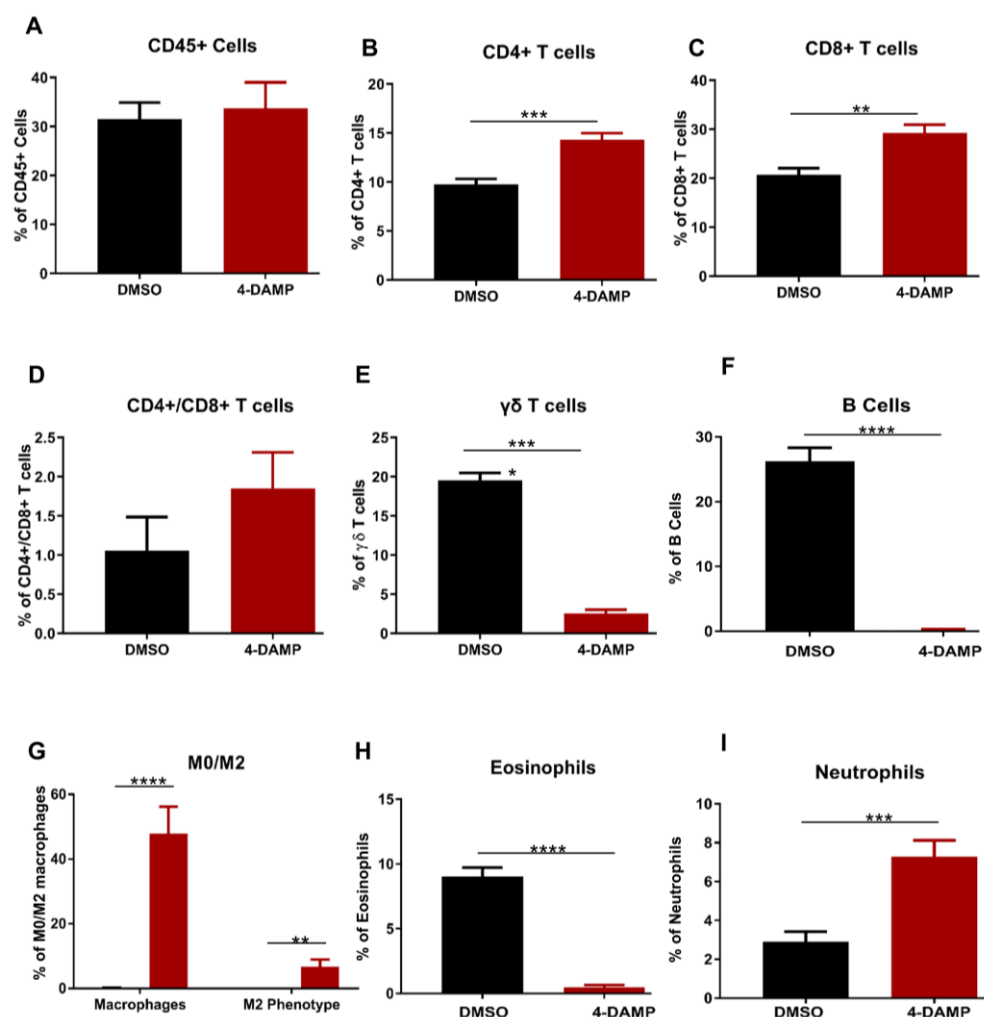 A
CD45+ Cells
% of CD45+ Cells
40
30
20
10
0
DMSO 4-DAMP
B
CD4+ T cells
% of CD4+ T cells
20
15
10
5
0
***
DMSO 4-DAMP
C
CD8+ T cells
% of CD8+ T cells
40
30
20
10
0
**
DMSO 4-DAMP
D
CD4+/CD8+ T cells
% of CD4+/CD8+ T cells
2.5
2.0
1.5
1.0
0.5
0.0
DMSO 4-DAMP
E
γδ T cells
% of γδ T cells
25
20
15
10
5
0
***
*
DMSO 4-DAMP
F
B Cells
% of B Cells
30
20
10
0
****
DMSO 4-DAMP
G
M0/M2
% of M0/M2 macrophages
60
40
20
0
****
**
Macrophages M2 Phenotype
H
Eosinophils
% of Eosinophils
15
10
5
0
****
DMSO 4-DAMP
I
Neutrophils
% of Neutrophils
10
8
6
4
2
0
***
DMSO 4-DAMP